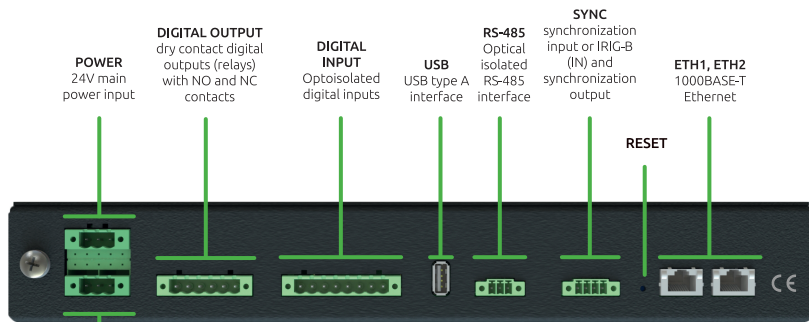 POWER
24V main
power input
DIGITAL OUTPUT
dry contact digital
outputs (relays)
with NO and NC
contacts
DIGITAL
INPUT
Optoisolated
digital inputs
USB
USB type A
interface
RS-485
Optical
isolated
RS-485
interface
SYNC
synchronization
input or IRIG-B
(IN) and
synchronization
output
RESET
ETH1, ETH2
1000BASE-T
Ethernet
CE